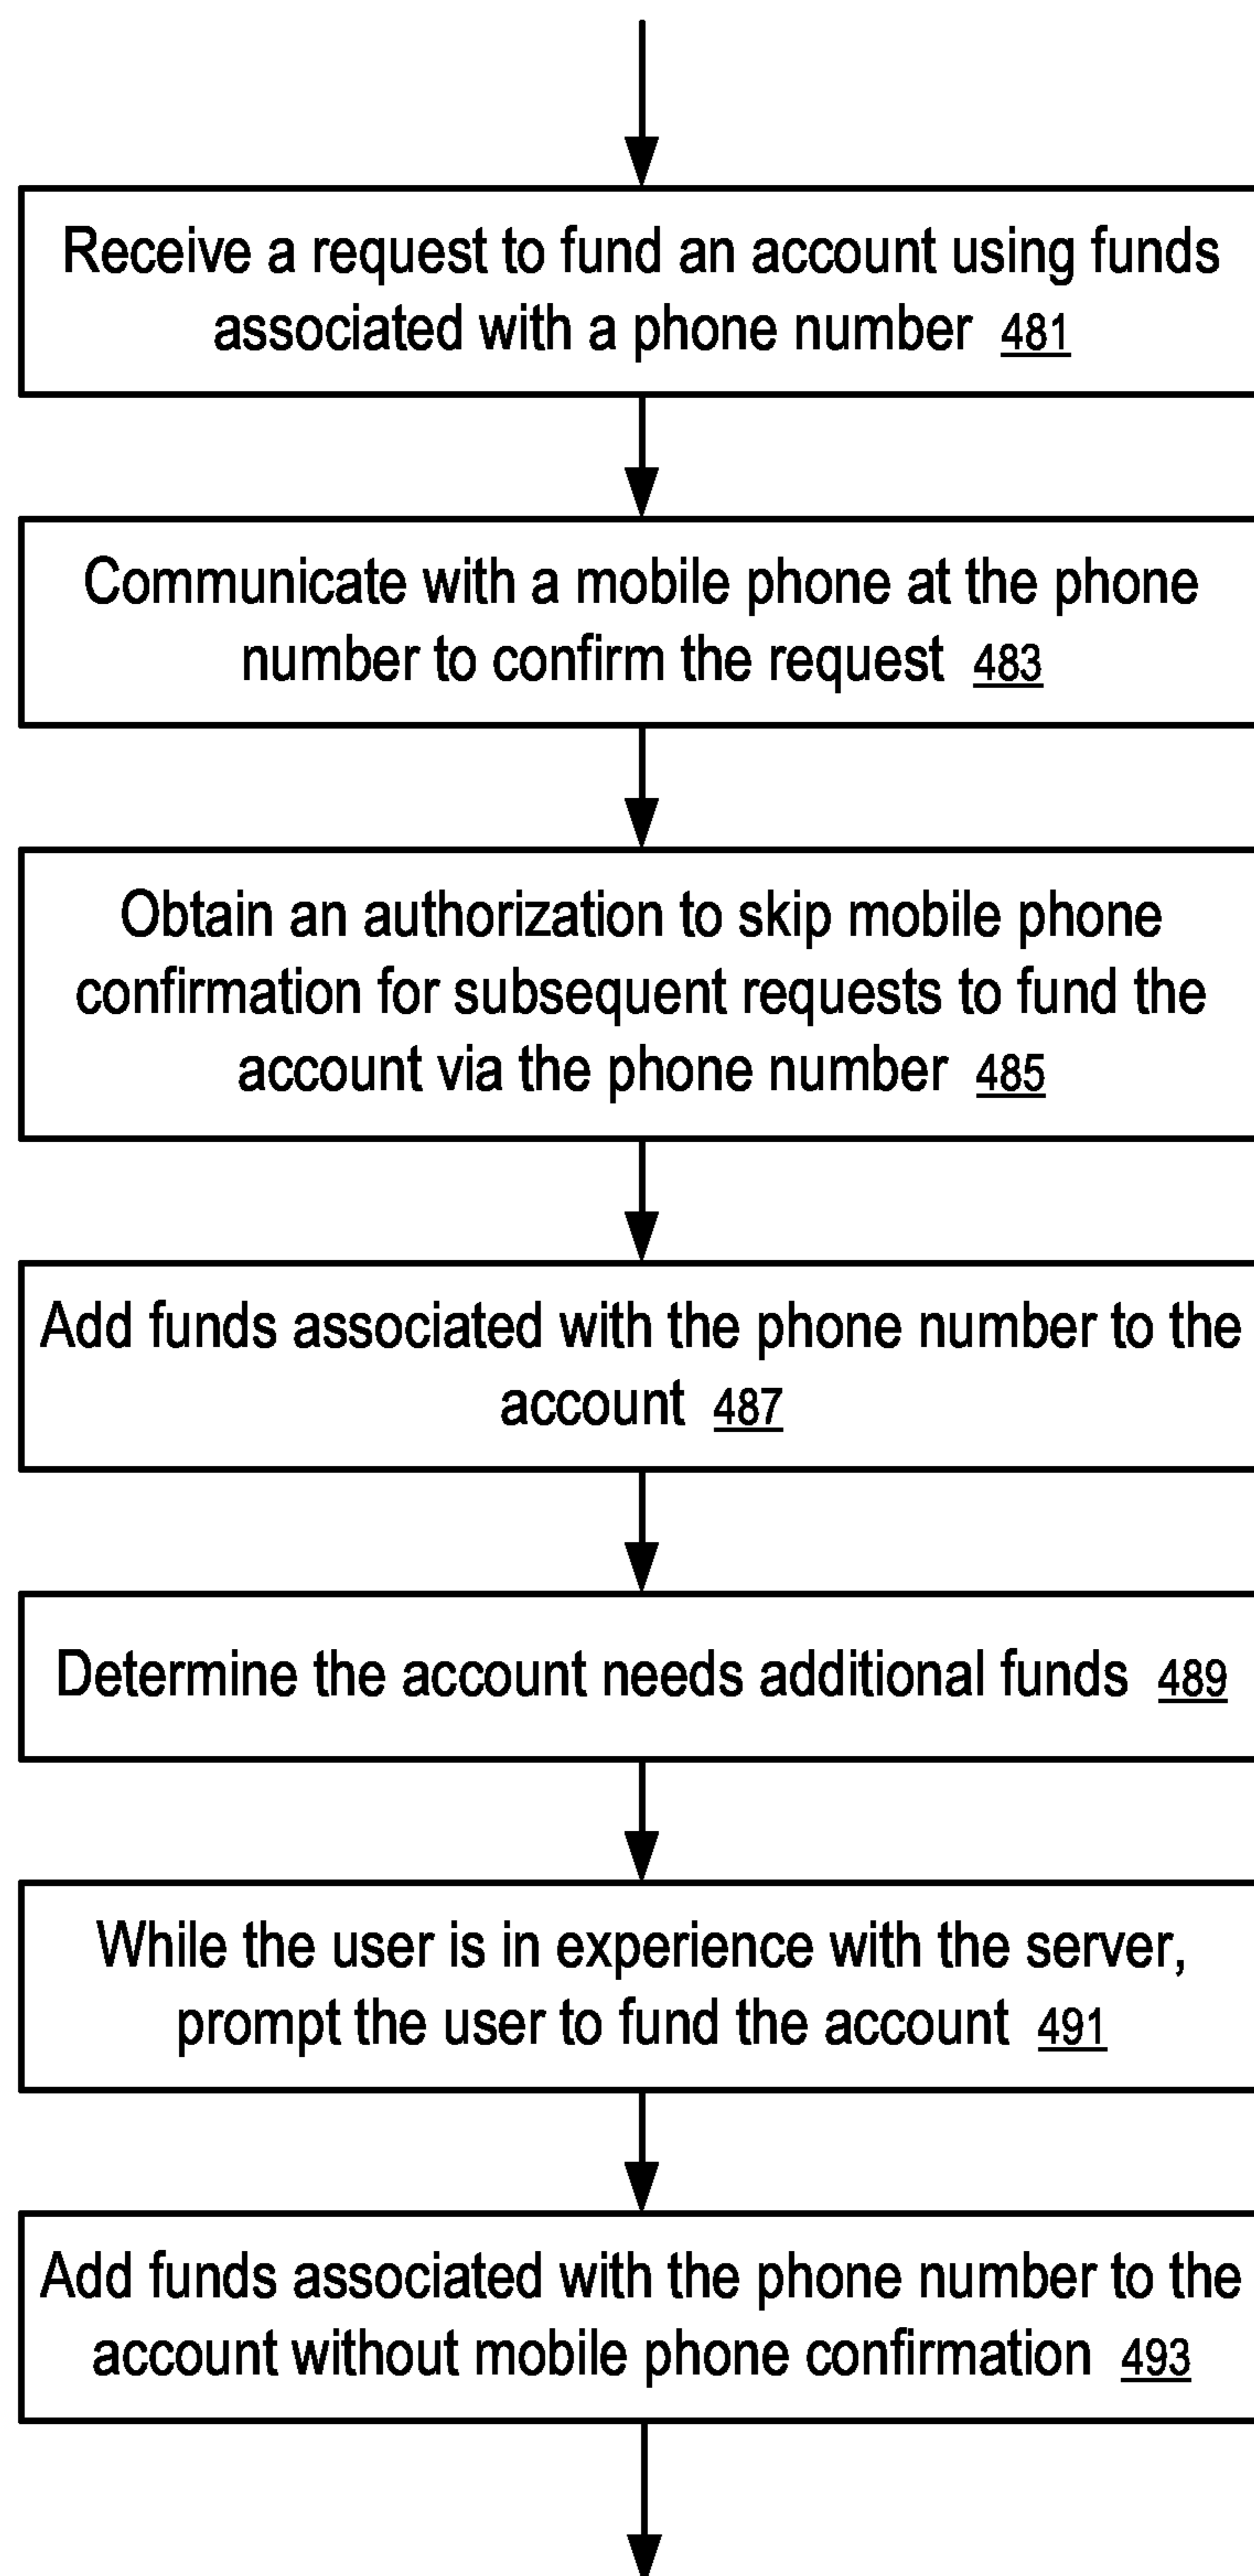 Receive a request to fund an account using funds
associated with a phone number 481
Communicate with a mobile phone at the phone
number to confirm the request 483
Obtain an authorization to skip mobile phone
confirmation for subsequent requests to fund the
account via the phone number 485
Add funds associated with the phone number to the
account 487
Determine the account needs additional funds 489
While the user is in experience with the server,
prompt the user to fund the account 491
Add funds associated with the phone number to the
account without mobile phone confirmation 493